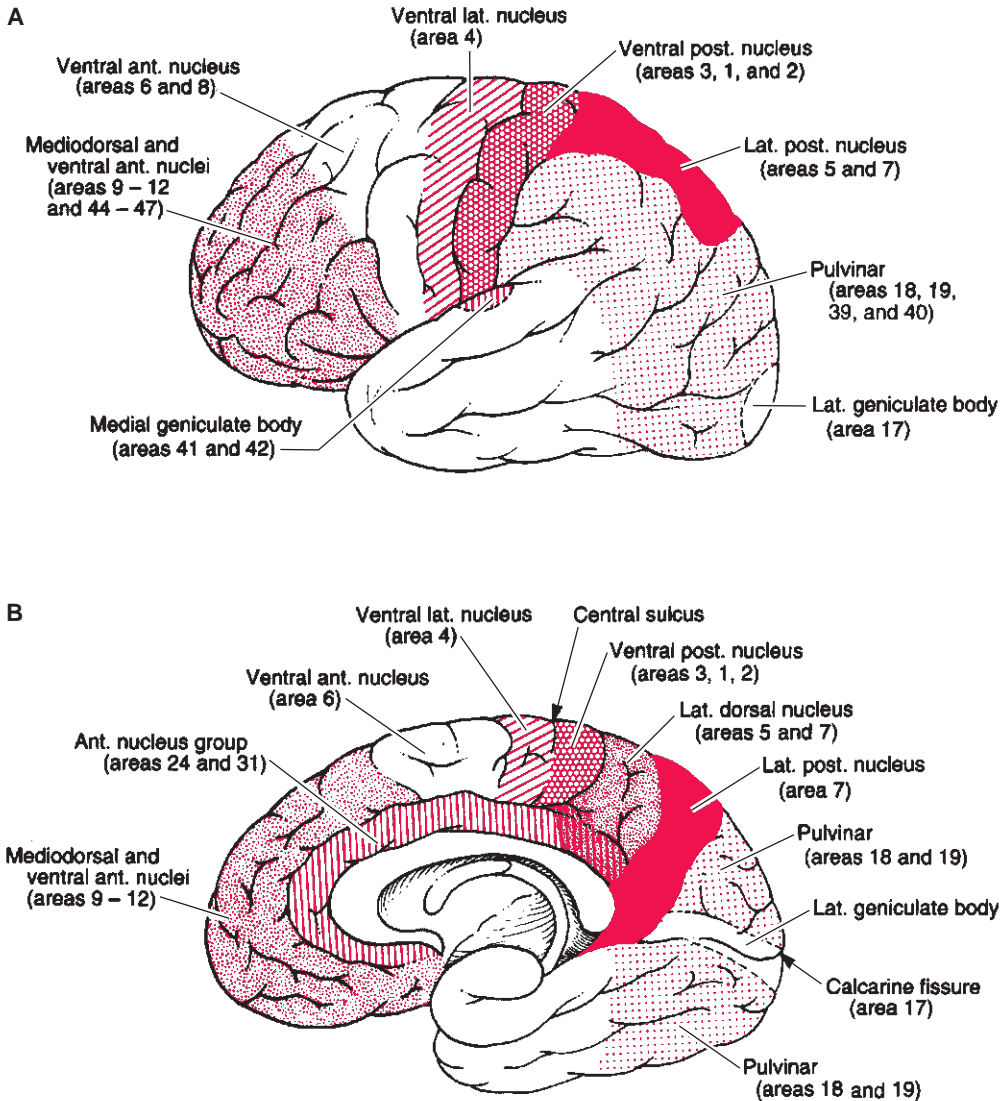 A
Ventral lat. nucleus
(area 4)
Ventral post. nucleus
(areas 3, 1, and 2)
Ventral ant. nucleus
(areas 6 and 8)
Mediodorsal and
ventral ant. nuclei
(areas 9 – 12
and 44 – 47)
Lat. post. nucleus
(areas 5 and 7)
Pulvinar
(areas 18, 19,
39, and 40)
Lat. geniculate body
(area 17)
Medial geniculate body
(areas 41 and 42)
B
Ventral lat. nucleus
(area 4)
Central sulcus
Ventral post. nucleus
(areas 3, 1, 2)
Ventral ant. nucleus
(area 6)
Lat. dorsal nucleus
(areas 5 and 7)
Ant. nucleus group
(areas 24 and 31)
Lat. post. nucleus
(area 7)
Mediodorsal and
ventral ant. nuclei
(areas 9 – 12)
Pulvinar
(areas 18 and 19)
Lat. geniculate body
Calcarine fissure
(area 17)
Pulvinar
(areas 18 and 19)